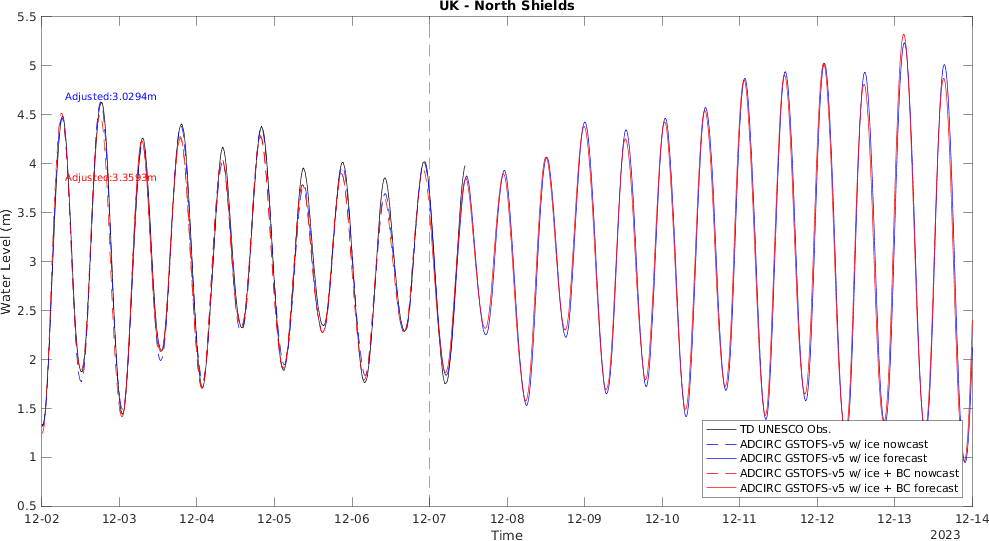 UK - North Shields
5.5
5
4.5
4
3.5
3
2.5
2
1.5
1
0.5
Water Level (m)
Adjusted:3.0294m
Adjusted:3.3593m
TD UNESCO Obs.
ADCIRC GSTOFS-v5 w/ ice nowcast
ADCIRC GSTOFS-v5 w/ ice forecast
ADCIRC GSTOFS-v5 w/ ice + BC nowcast
ADCIRC GSTOFS-v5 w/ ice + BC forecast
12-02 12-03 12-04 12-05 12-06 12-07 12-08 12-09 12-10 12-11 12-12 12-13 12-14
Time
2023